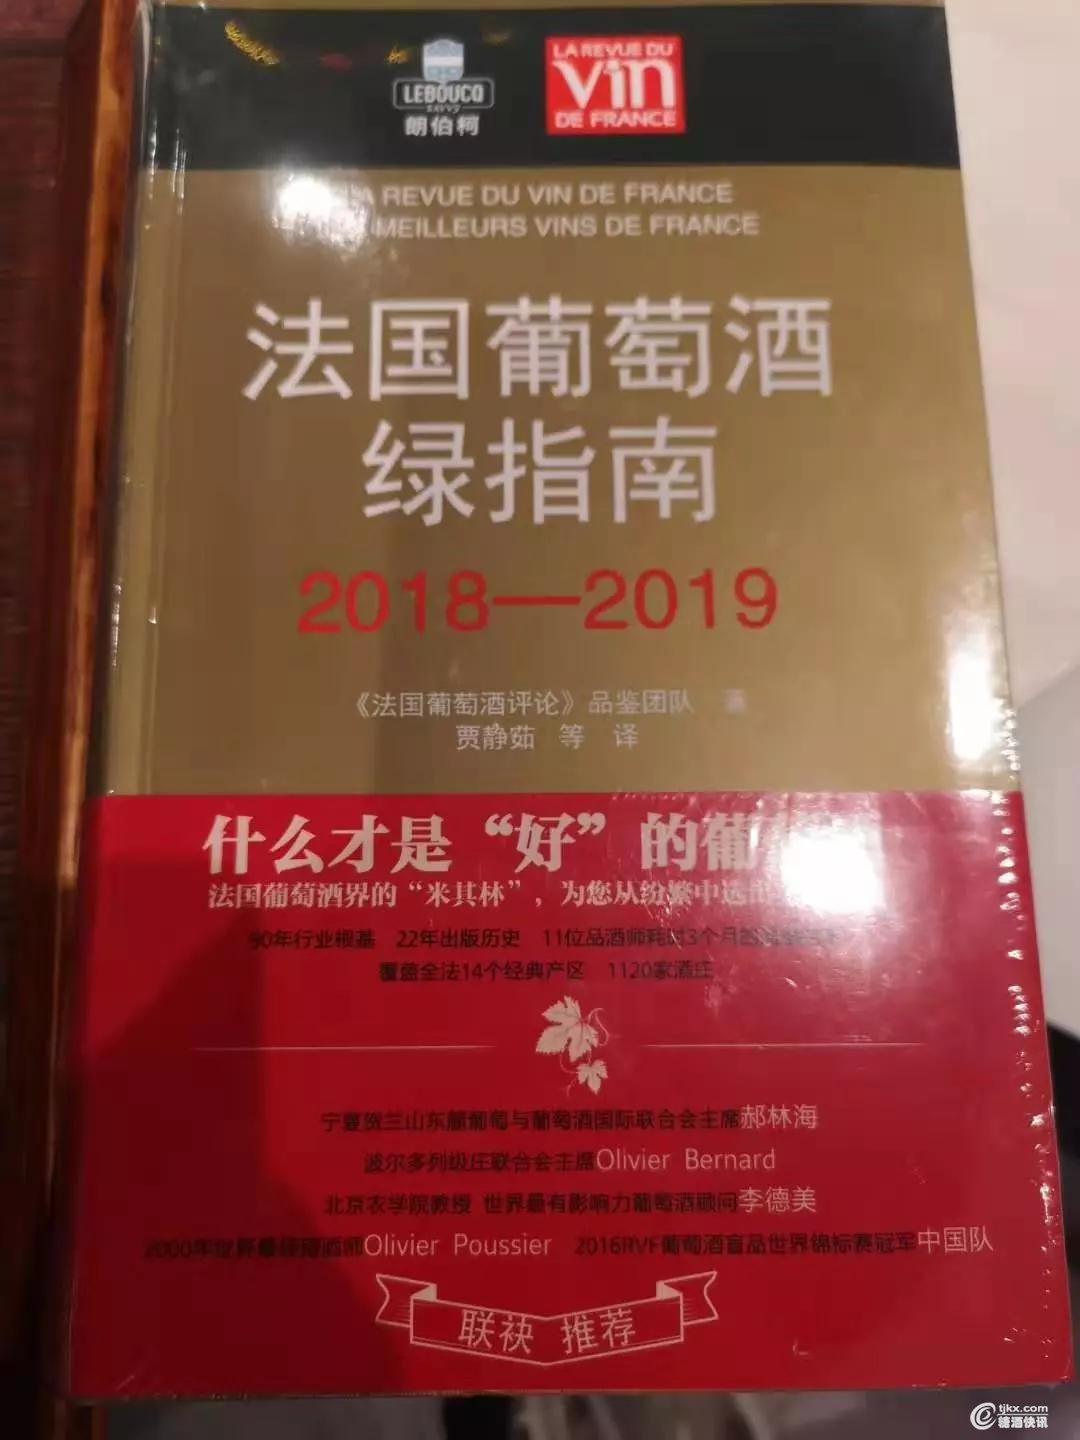 LEBOUCQ
朗伯柯
LA REVUE DU
Vin
DE FRANCE
A REVUE DU VIN DE FRANCE
MEILLEURS VINS DE FRANCE
法国葡萄酒
绿指南
2018—2019
《法国葡萄酒评论》品鉴团队 著
贾静茹 等 译
什么才是“好”的葡
法国葡萄酒界的“米其林”，为您从纷繁中选出
90年行业根基 22年出版历史 11位品酒师耗时3个月
覆盖全法14个经典产区 1120家酒庄
宁夏贺兰山东麓葡萄与葡萄酒国际联合会主席郝林海
波尔多列级庄联合会主席Olivier Bernard
北京农学院教授 世界最有影响力葡萄酒顾问李德美
2000年世界最佳侍酒师Olivier Poussier 2016RVF葡萄酒盲品世界锦标赛冠军中国队
联袂 推荐
tjkx.com
糖酒快讯